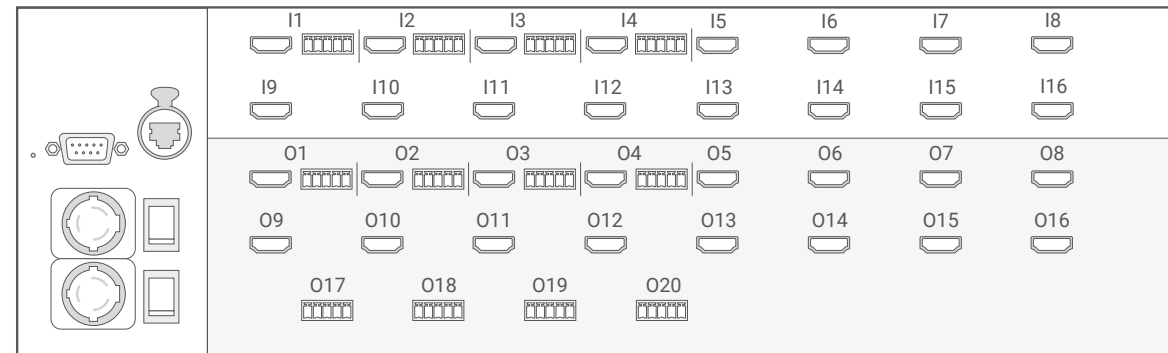 I1 I2 I3 I4 I5 I6 I7 I8
I9 I10 I11 I12 I13 I14 I15 I16
O1 O2 O3 O4 O5 O6 O7 O8
O9 O10 O11 O12 O13 O14 O15 O16
O17 O18 O19 O20